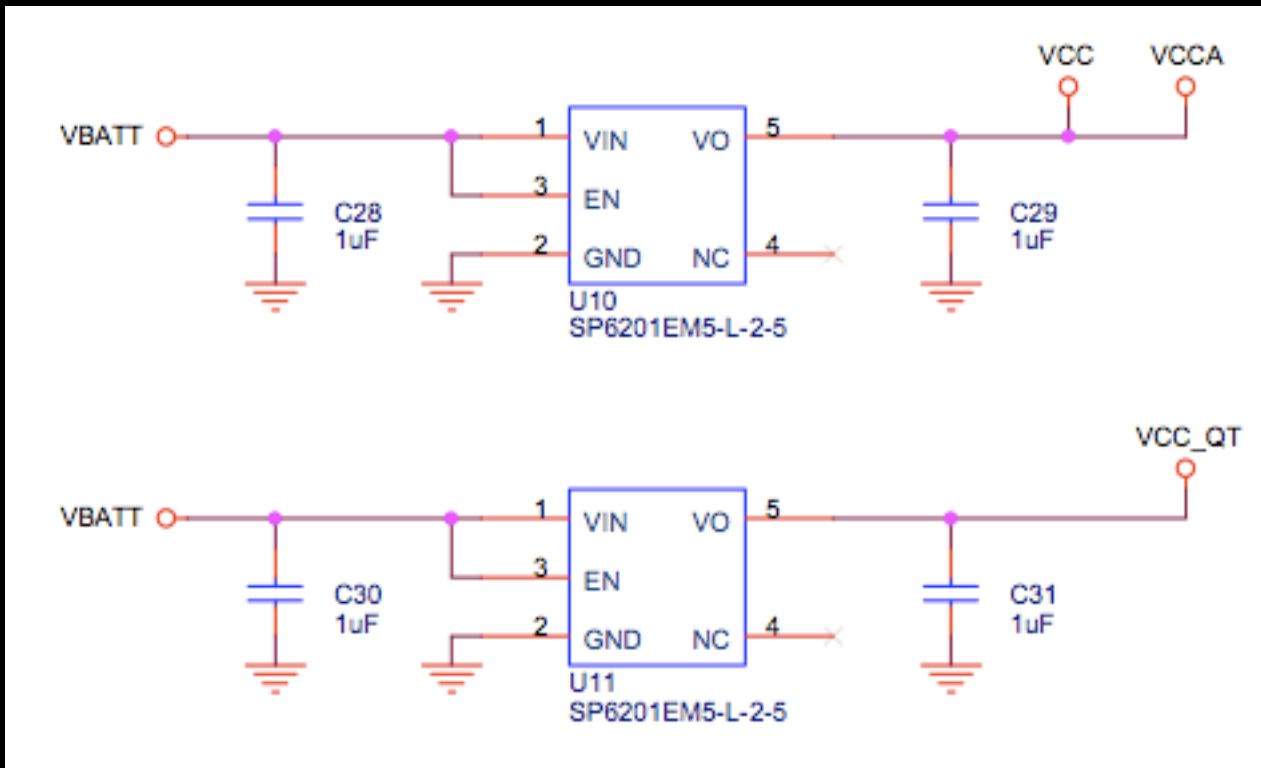 VCC VCCA
VBATT 1 VIN VO 5
3 EN
C28 C29
1uF 1uF
2 GND NC 4
U10
SP6201EM5-L-2-5
VCC_QT
VBATT 1 VIN VO 5
3 EN
C30 C31
1uF 1uF
2 GND NC 4
U11
SP6201EM5-L-2-5